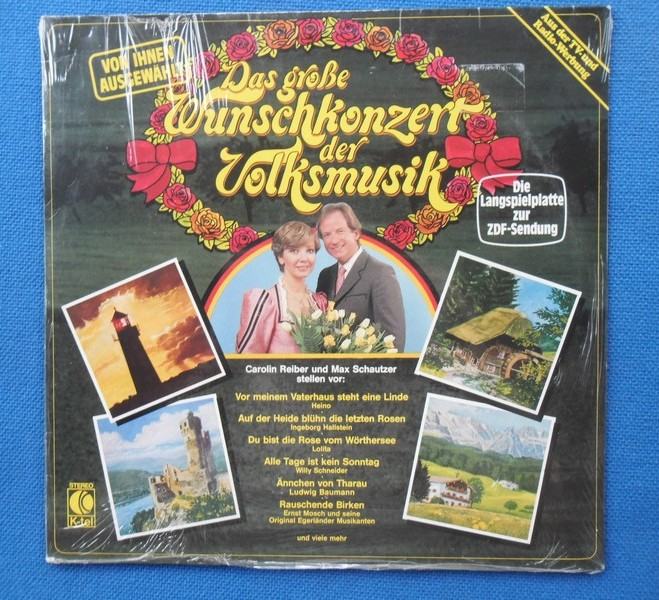 VON IHNEN
AUSGEWÄHLT
Aus der TV- und
Radio-Werbung
Das große
Wunschkonzert
der
Volksmusik
Die
Langspielplatte
zur
ZDF-Sendung
Carolin Reiber und Max Schautzer
stellen vor:
Vor meinem Vaterhaus steht eine Linde
Heino
Auf der Heide blühn die letzten Rosen
Ingeborg Hallstein
Du bist die Rose vom Wörthersee
Lolita
Alle Tage ist kein Sonntag
Willy Schneider
Ännchen von Tharau
Ludwig Baumann
Rauschende Birken
Ernst Mosch und seine
Original Egerländer Musikanten
und viele mehr
STEREO
K-tel